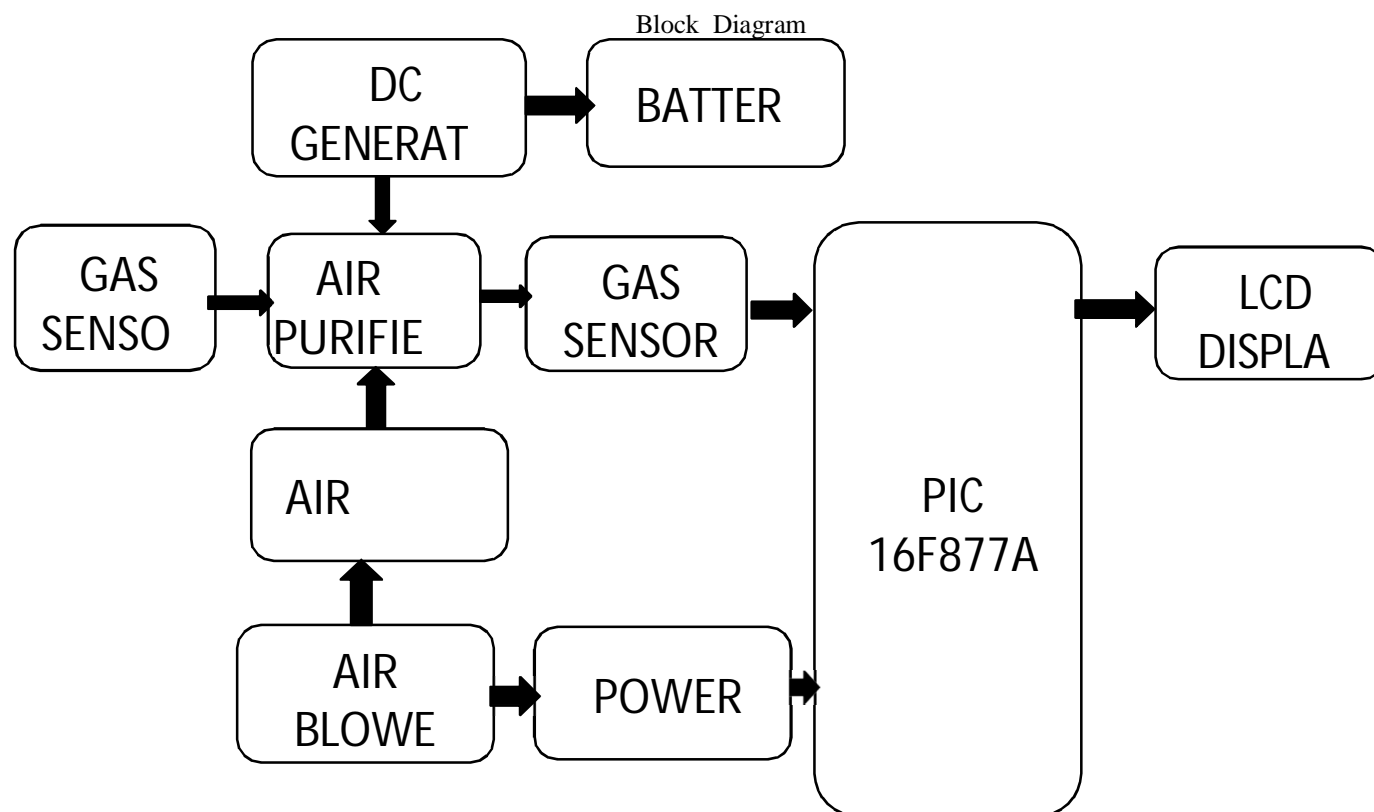 Block Diagram
DC
GENERAT
BATTER
GAS
SENSO
AIR
PURIFIE
GAS
SENSOR
LCD
DISPLA
AIR
PIC
16F877A
AIR
BLOWE
POWER